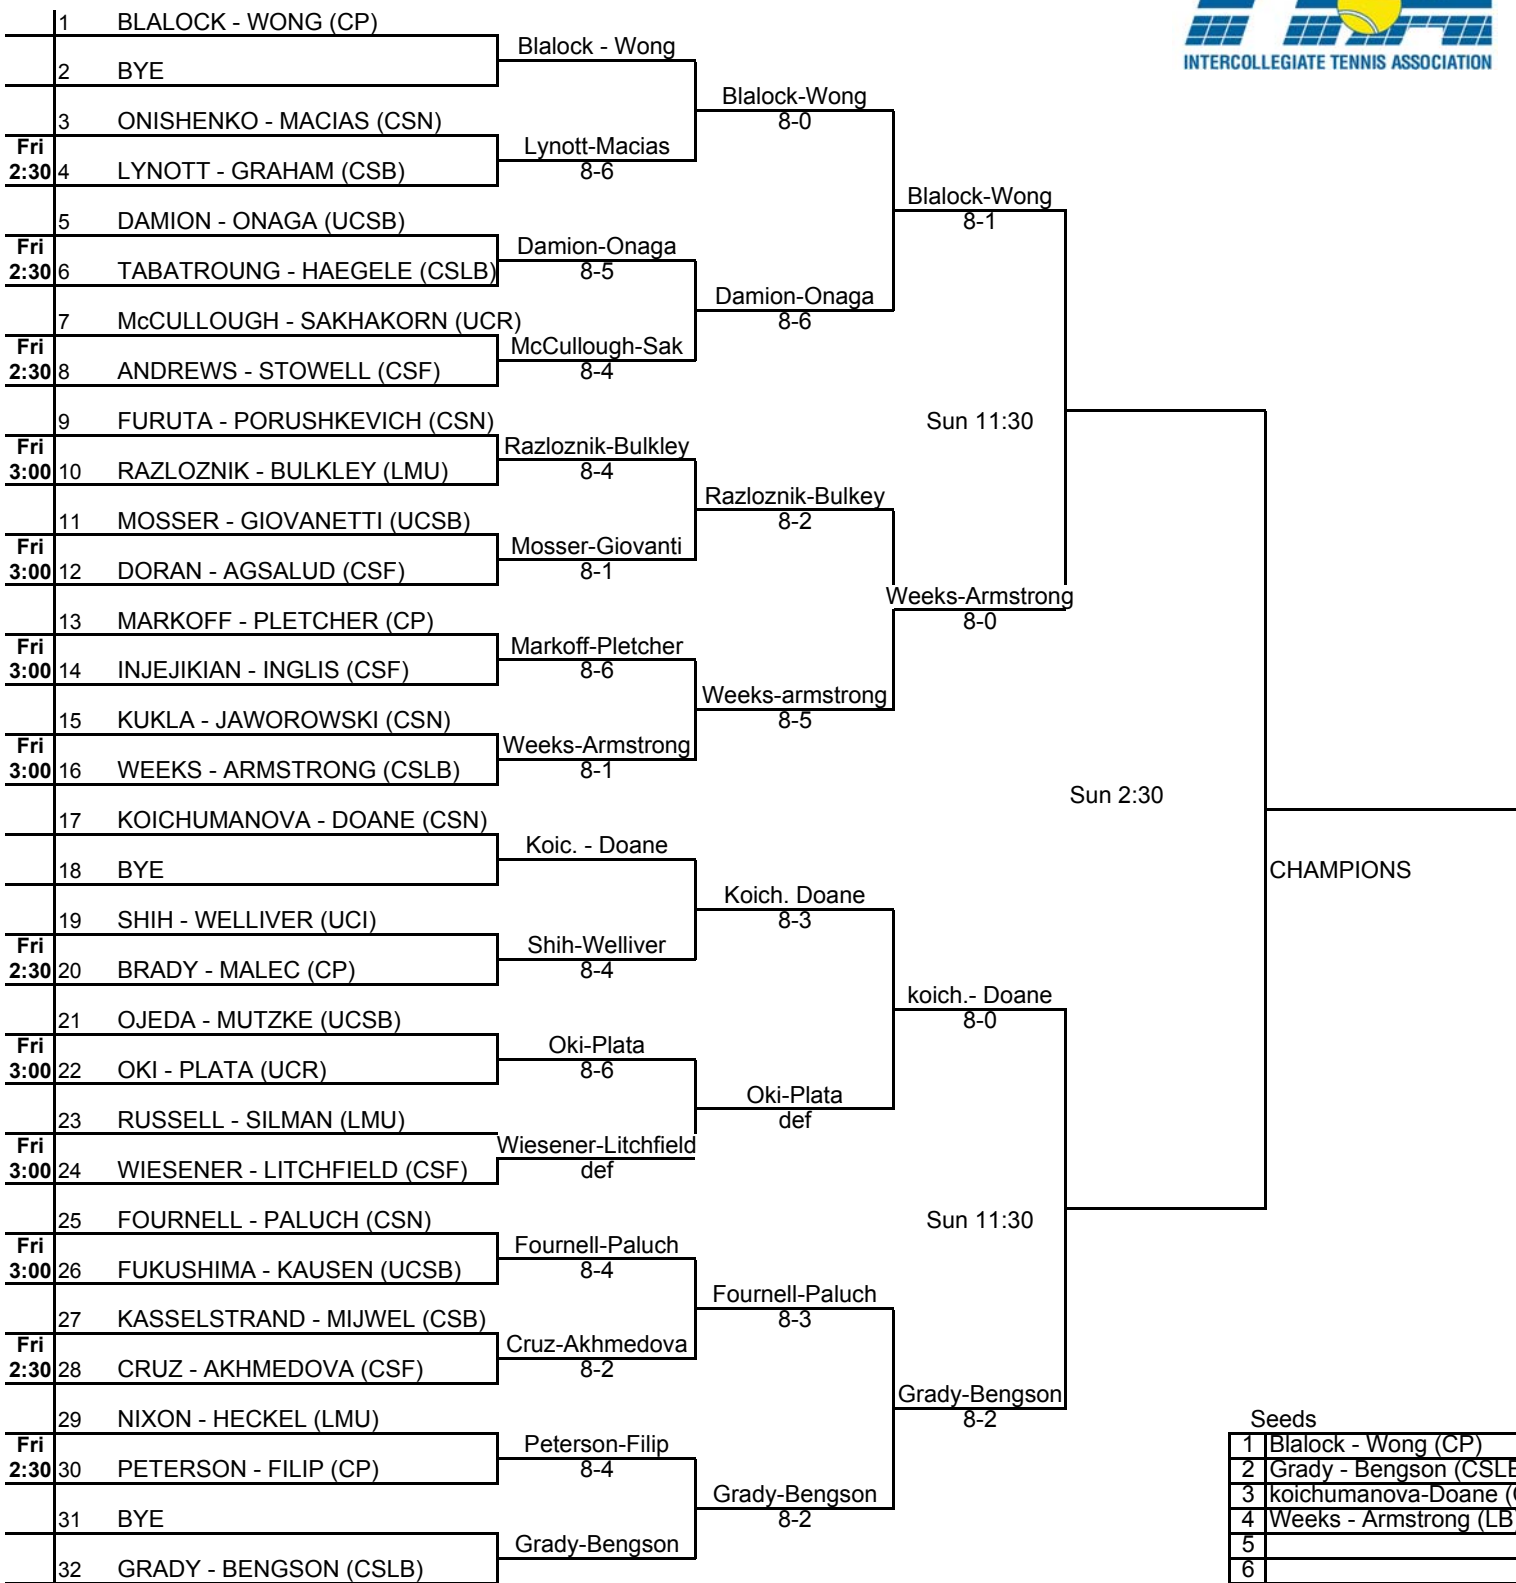 INTERCOLLEGIATE TENNIS ASSOCIATION
1 BLALOCK - WONG (CP)
Blalock - Wong
2 BYE
Blalock-Wong
8-0
3 ONISHENKO - MACIAS (CSN)
Fri
2:30 4 LYNOTT - GRAHAM (CSB)
Lynott-Macias
8-6
Blalock-Wong
8-1
5 DAMION - ONAGA (UCSB)
Fri
2:30 6 TABATROUNG - HAEGELE (CSLB)
Damion-Onaga
8-5
Damion-Onaga
8-6
7 McCULLOUGH - SAKHAKORN (UCR)
Fri
2:30 8 ANDREWS - STOWELL (CSF)
McCullough-Sak
8-4
Sun 11:30
9 FURUTA - PORUSHKEVICH (CSN)
Fri
3:00 10 RAZLOZNIK - BULKLEY (LMU)
Razloznik-Bulkley
8-4
Razloznik-Bulkey
8-2
11 MOSSER - GIOVANETTI (UCSB)
Fri
3:00 12 DORAN - AGSALUD (CSF)
Mosser-Giovanti
8-1
Weeks-Armstrong
8-0
13 MARKOFF - PLETCHER (CP)
Fri
3:00 14 INJEJIKIAN - INGLIS (CSF)
Markoff-Pletcher
8-6
Weeks-armstrong
8-5
15 KUKLA - JAWOROWSKI (CSN)
Fri
3:00 16 WEEKS - ARMSTRONG (CSLB)
Weeks-Armstrong
8-1
Sun 2:30
CHAMPIONS
17 KOICHUMANOVA - DOANE (CSN)
Koic. - Doane
18 BYE
Koich. Doane
8-3
19 SHIH - WELLIVER (UCI)
Fri
2:30 20 BRADY - MALEC (CP)
Shih-Welliver
8-4
koich.- Doane
8-0
21 OJEDA - MUTZKE (UCSB)
Fri
3:00 22 OKI - PLATA (UCR)
Oki-Plata
8-6
Oki-Plata
def
23 RUSSELL - SILMAN (LMU)
Fri
3:00 24 WIESENER - LITCHFIELD (CSF)
Wiesener-Litchfield
def
Sun 11:30
25 FOURNELL - PALUCH (CSN)
Fri
3:00 26 FUKUSHIMA - KAUSEN (UCSB)
Fournell-Paluch
8-4
Fournell-Paluch
8-3
27 KASSELSTRAND - MIJWEL (CSB)
Fri
2:30 28 CRUZ - AKHMEDOVA (CSF)
Cruz-Akhmedova
8-2
Grady-Bengson
8-2
29 NIXON - HECKEL (LMU)
Fri
2:30 30 PETERSON - FILIP (CP)
Peterson-Filip
8-4
Grady-Bengson
8-2
31 BYE
Grady-Bengson
32 GRADY - BENGSON (CSLB)
Seeds
1 Blalock - Wong (CP)
2 Grady - Bengson (CSLB
3 koichumanova-Doane (
4 Weeks - Armstrong (LB
5
6